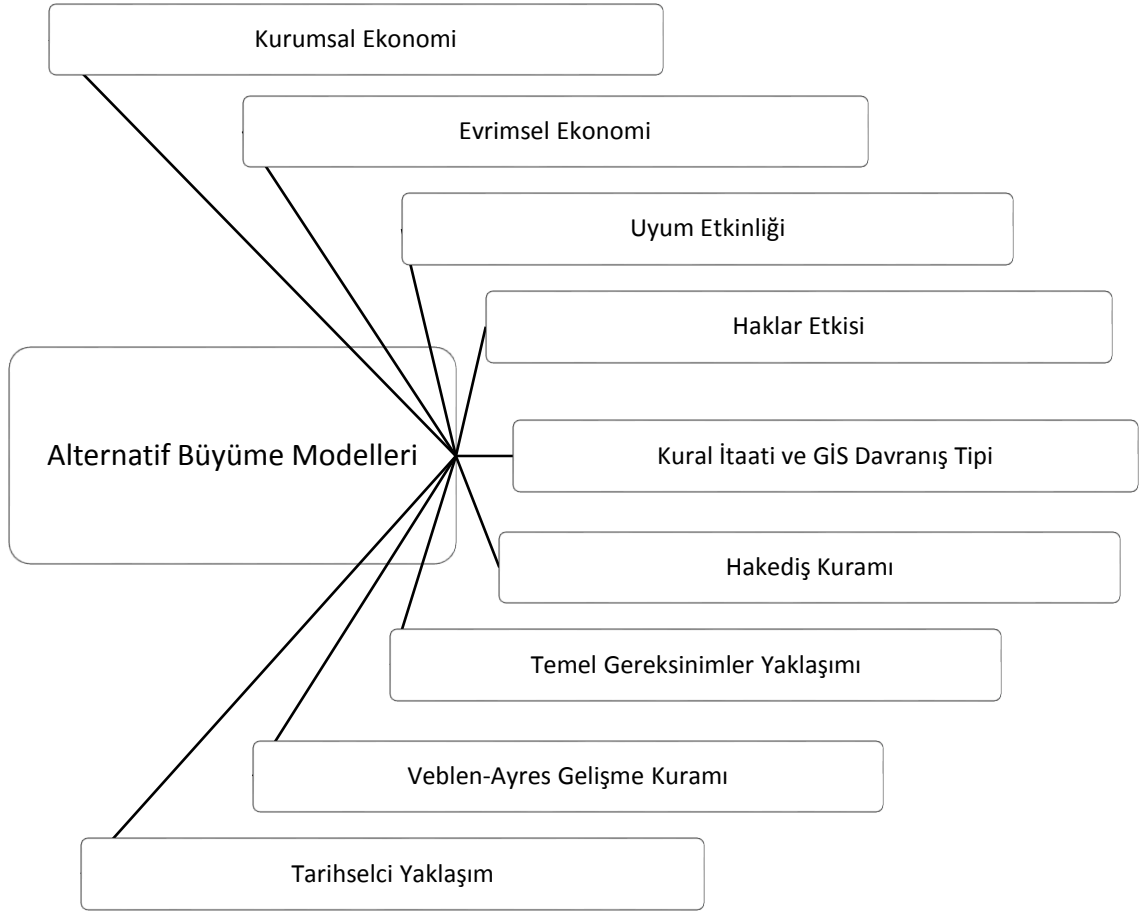 Kurumsal Ekonomi
Evrimsel Ekonomi
Uyum Etkinliği
Haklar Etkisi
Alternatif Büyüme Modelleri
Kural İtaati ve GİS Davranış Tipi
Hakediş Kuramı
Temel Gereksinimler Yaklaşımı
Veblen-Ayres Gelişme Kuramı
Tarihselci Yaklaşım